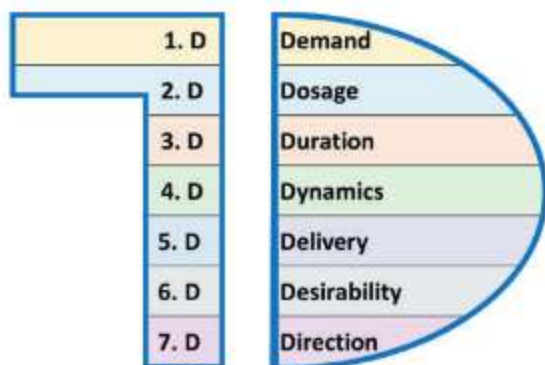 1. D Demand
2. D Dosage
3. D Duration
4. D Dynamics
5. D Delivery
6. D Desirability
7. D Direction